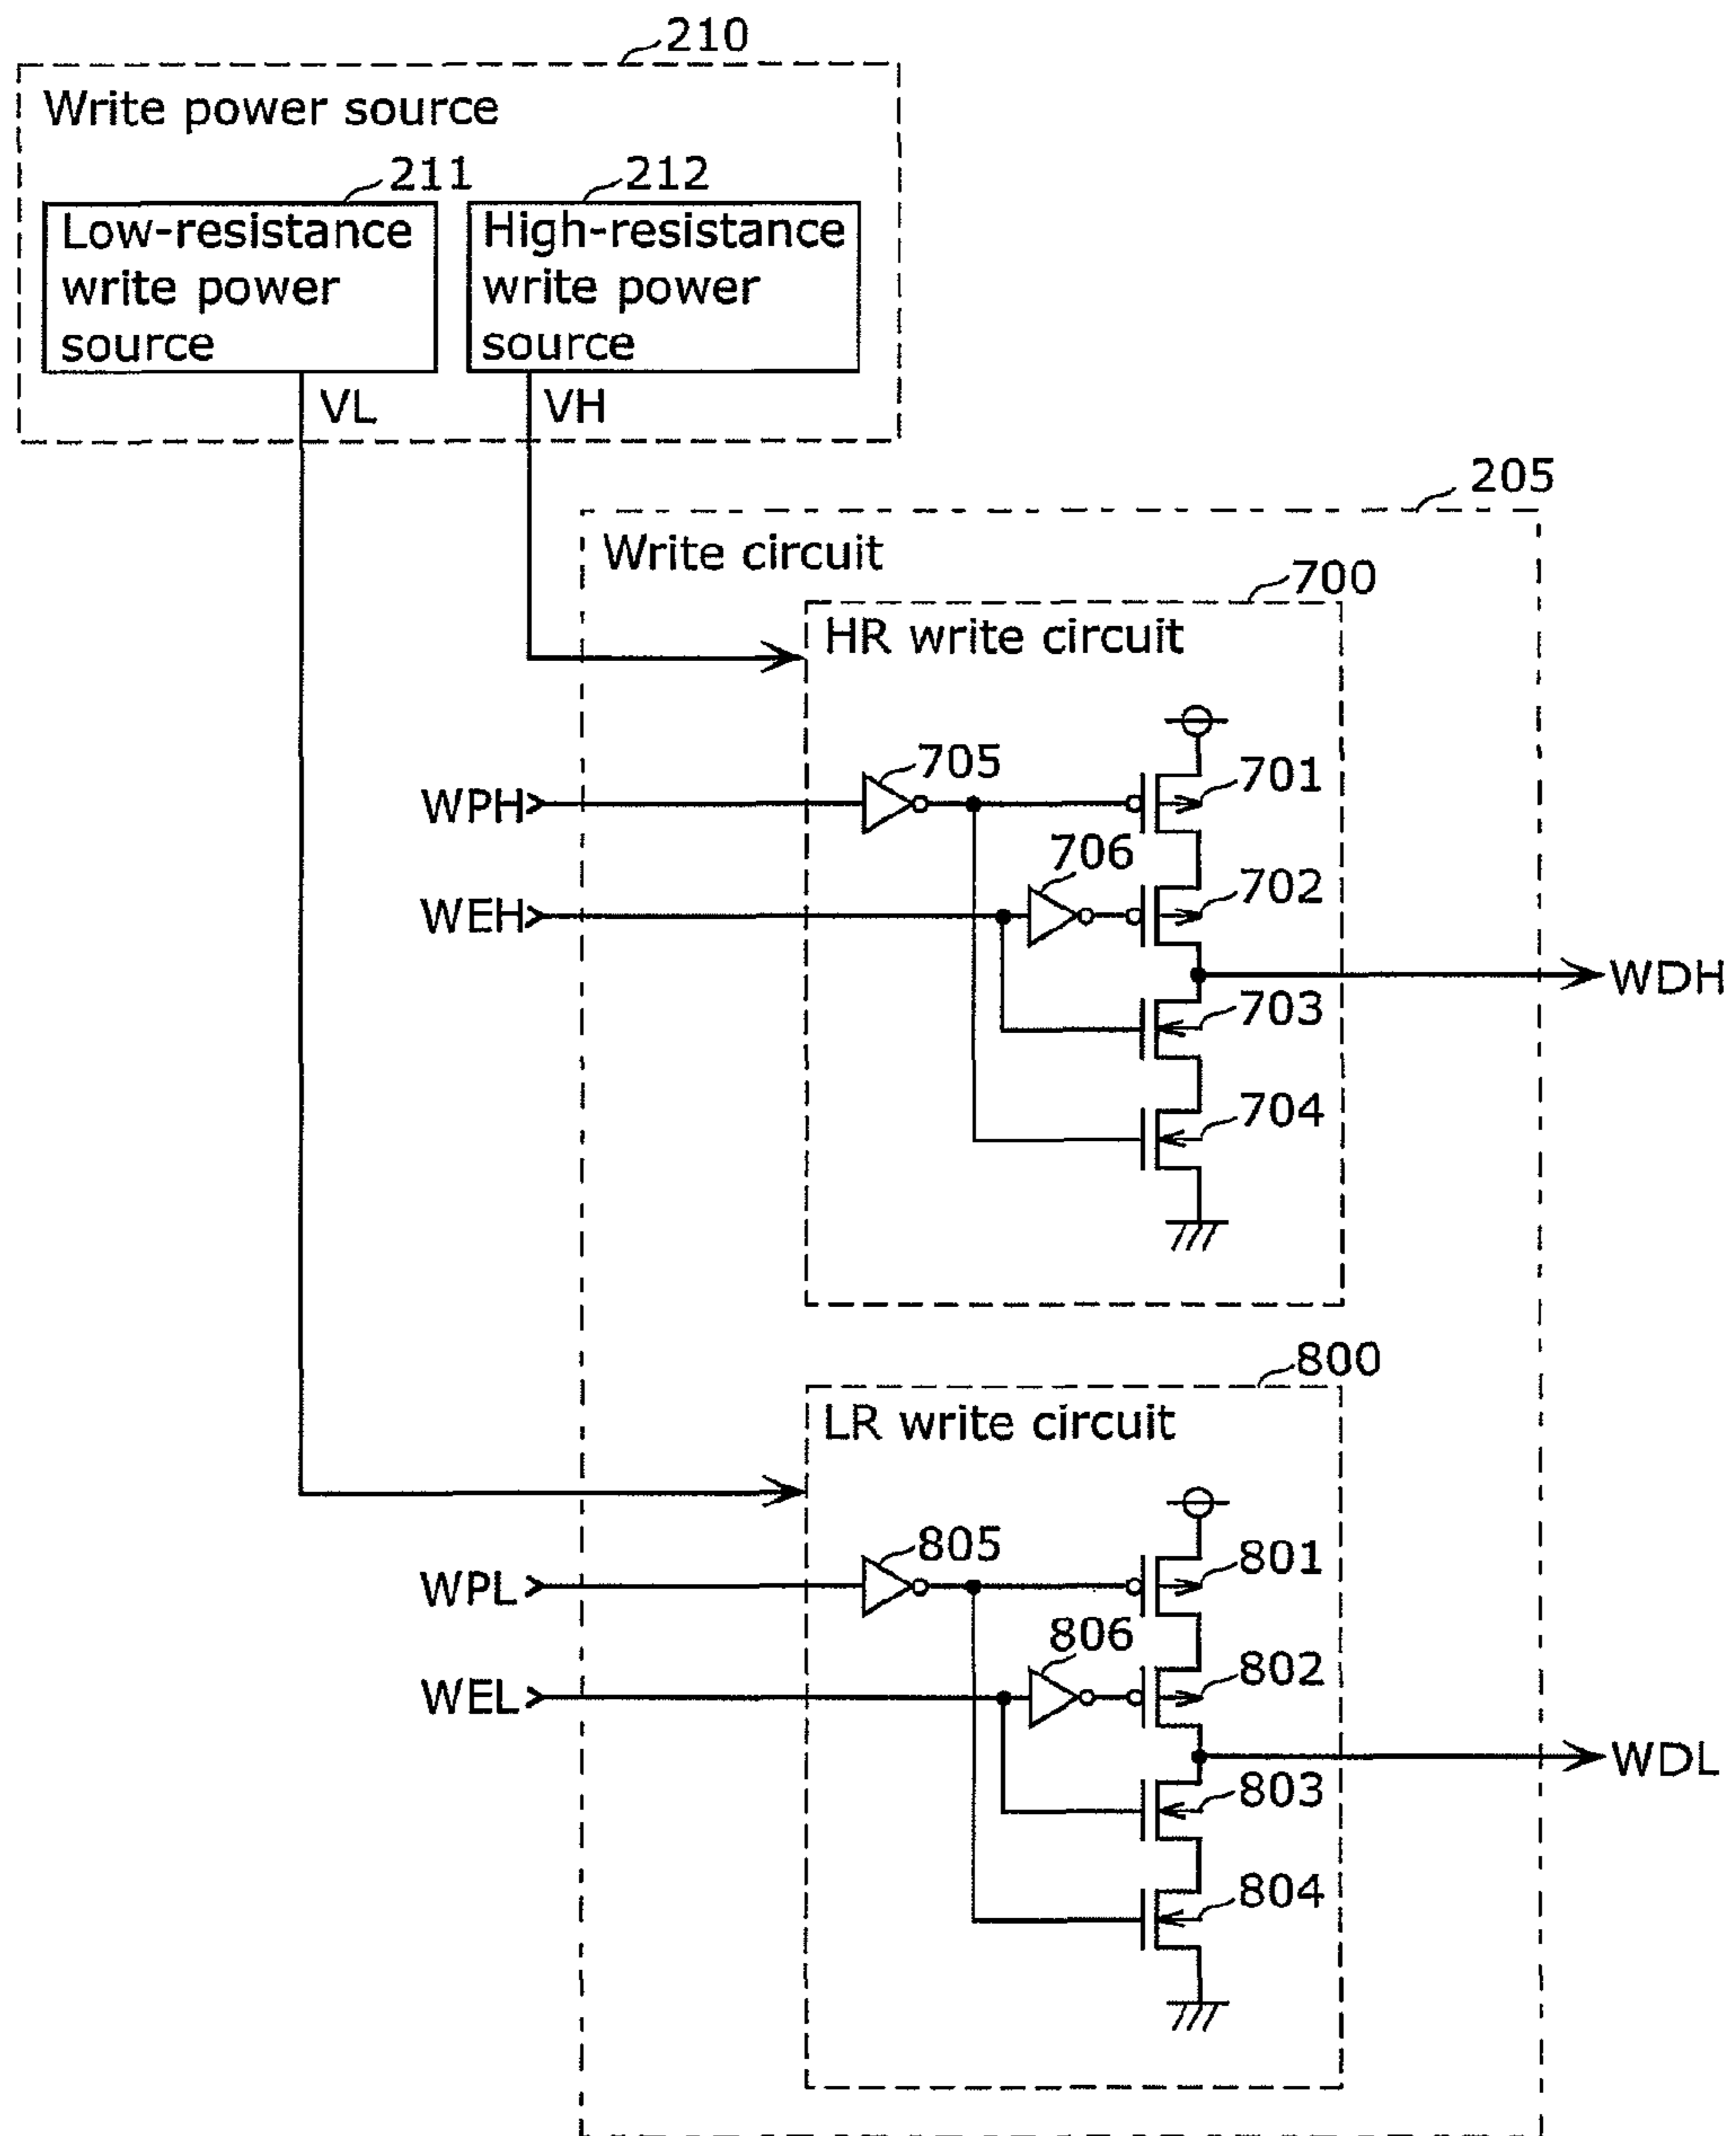 210
Write power source
211
212
Low-resistance
write power
source
High-resistance
write power
source
VL
VH
205
Write circuit
700
HR write circuit
705
701
WPH
706
702
WEH
WDH
703
704
800
LR write circuit
805
801
WPL
806
802
WEL
WDL
803
804